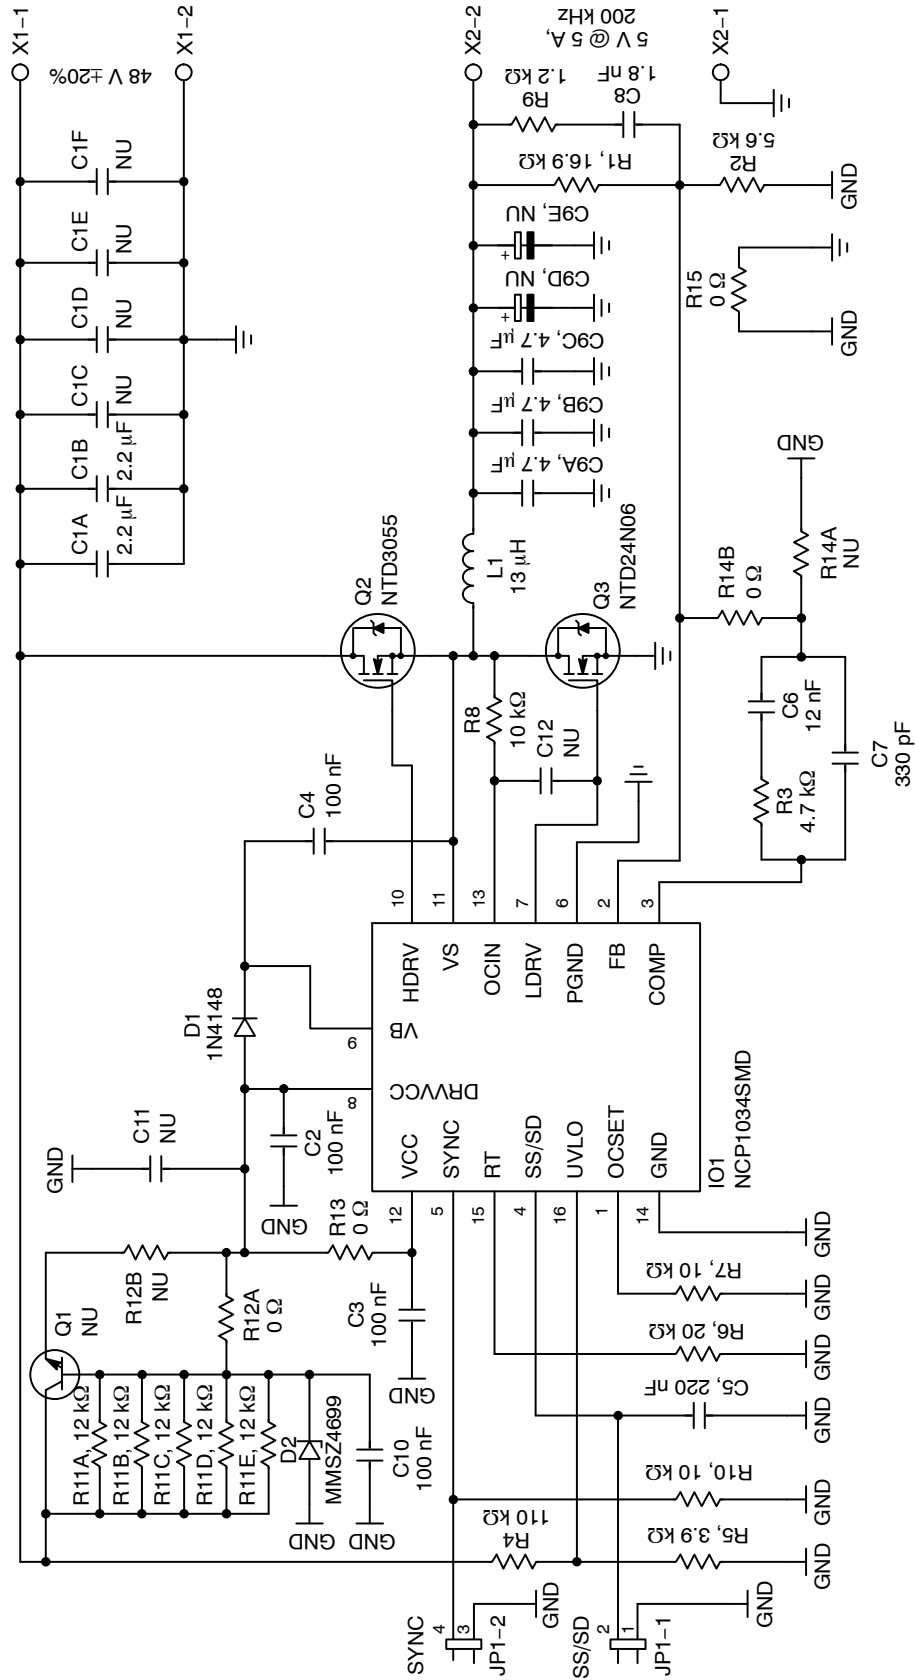 X1-1
X1-2
48 V ±20%
C1A
2.2 µF
C1B
2.2 µF
C1C
NU
C1D
NU
C1E
NU
C1F
NU
X2-2
5 V @ 5 A,
200 kHz
X2-1
R9
1.2 kΩ
C8
1.8 nF
R1, 16.9 kΩ
R2
5.6 kΩ
GND
C9E, NU
+
C9D, NU
+
C9C, 4.7 µF
C9B, 4.7 µF
C9A, 4.7 µF
R15
0 Ω
GND
L1
13 µH
Q2
NTD3055
Q3
NTD24N06
R8
10 kΩ
C12
NU
C4
100 nF
R14B
0 Ω
R14A
NU
GND
C6
12 nF
R3
4.7 kΩ
C7
330 pF
D1
1N4148
C11
NU
GND
C2
100 nF
GND
R13
0 Ω
C3
100 nF
GND
R12B
NU
R12A
0 Ω
Q1
NU
R11A, 12 kΩ
R11B, 12 kΩ
R11C, 12 kΩ
R11D, 12 kΩ
R11E, 12 kΩ
D2
MMSZ4699
GND
C10
100 nF
GND
9
VB
8
DRVVCC
10
HDRV
11
VS
13
OCIN
7
LDRV
6
PGND
2
FB
3
COMP
12
VCC
5
SYNC
15
RT
4
SS/SD
16
UVLO
1
OCSET
14
GND
IO1
NCP1034SMD
GND
R7, 10 kΩ
GND
R6, 20 kΩ
GND
C5, 220 nF
GND
R10, 10 kΩ
GND
R4
110 kΩ
R5, 3.9 kΩ
GND
SYNC
4
3
JP1-2
GND
SS/SD
2
1
JP1-1
GND